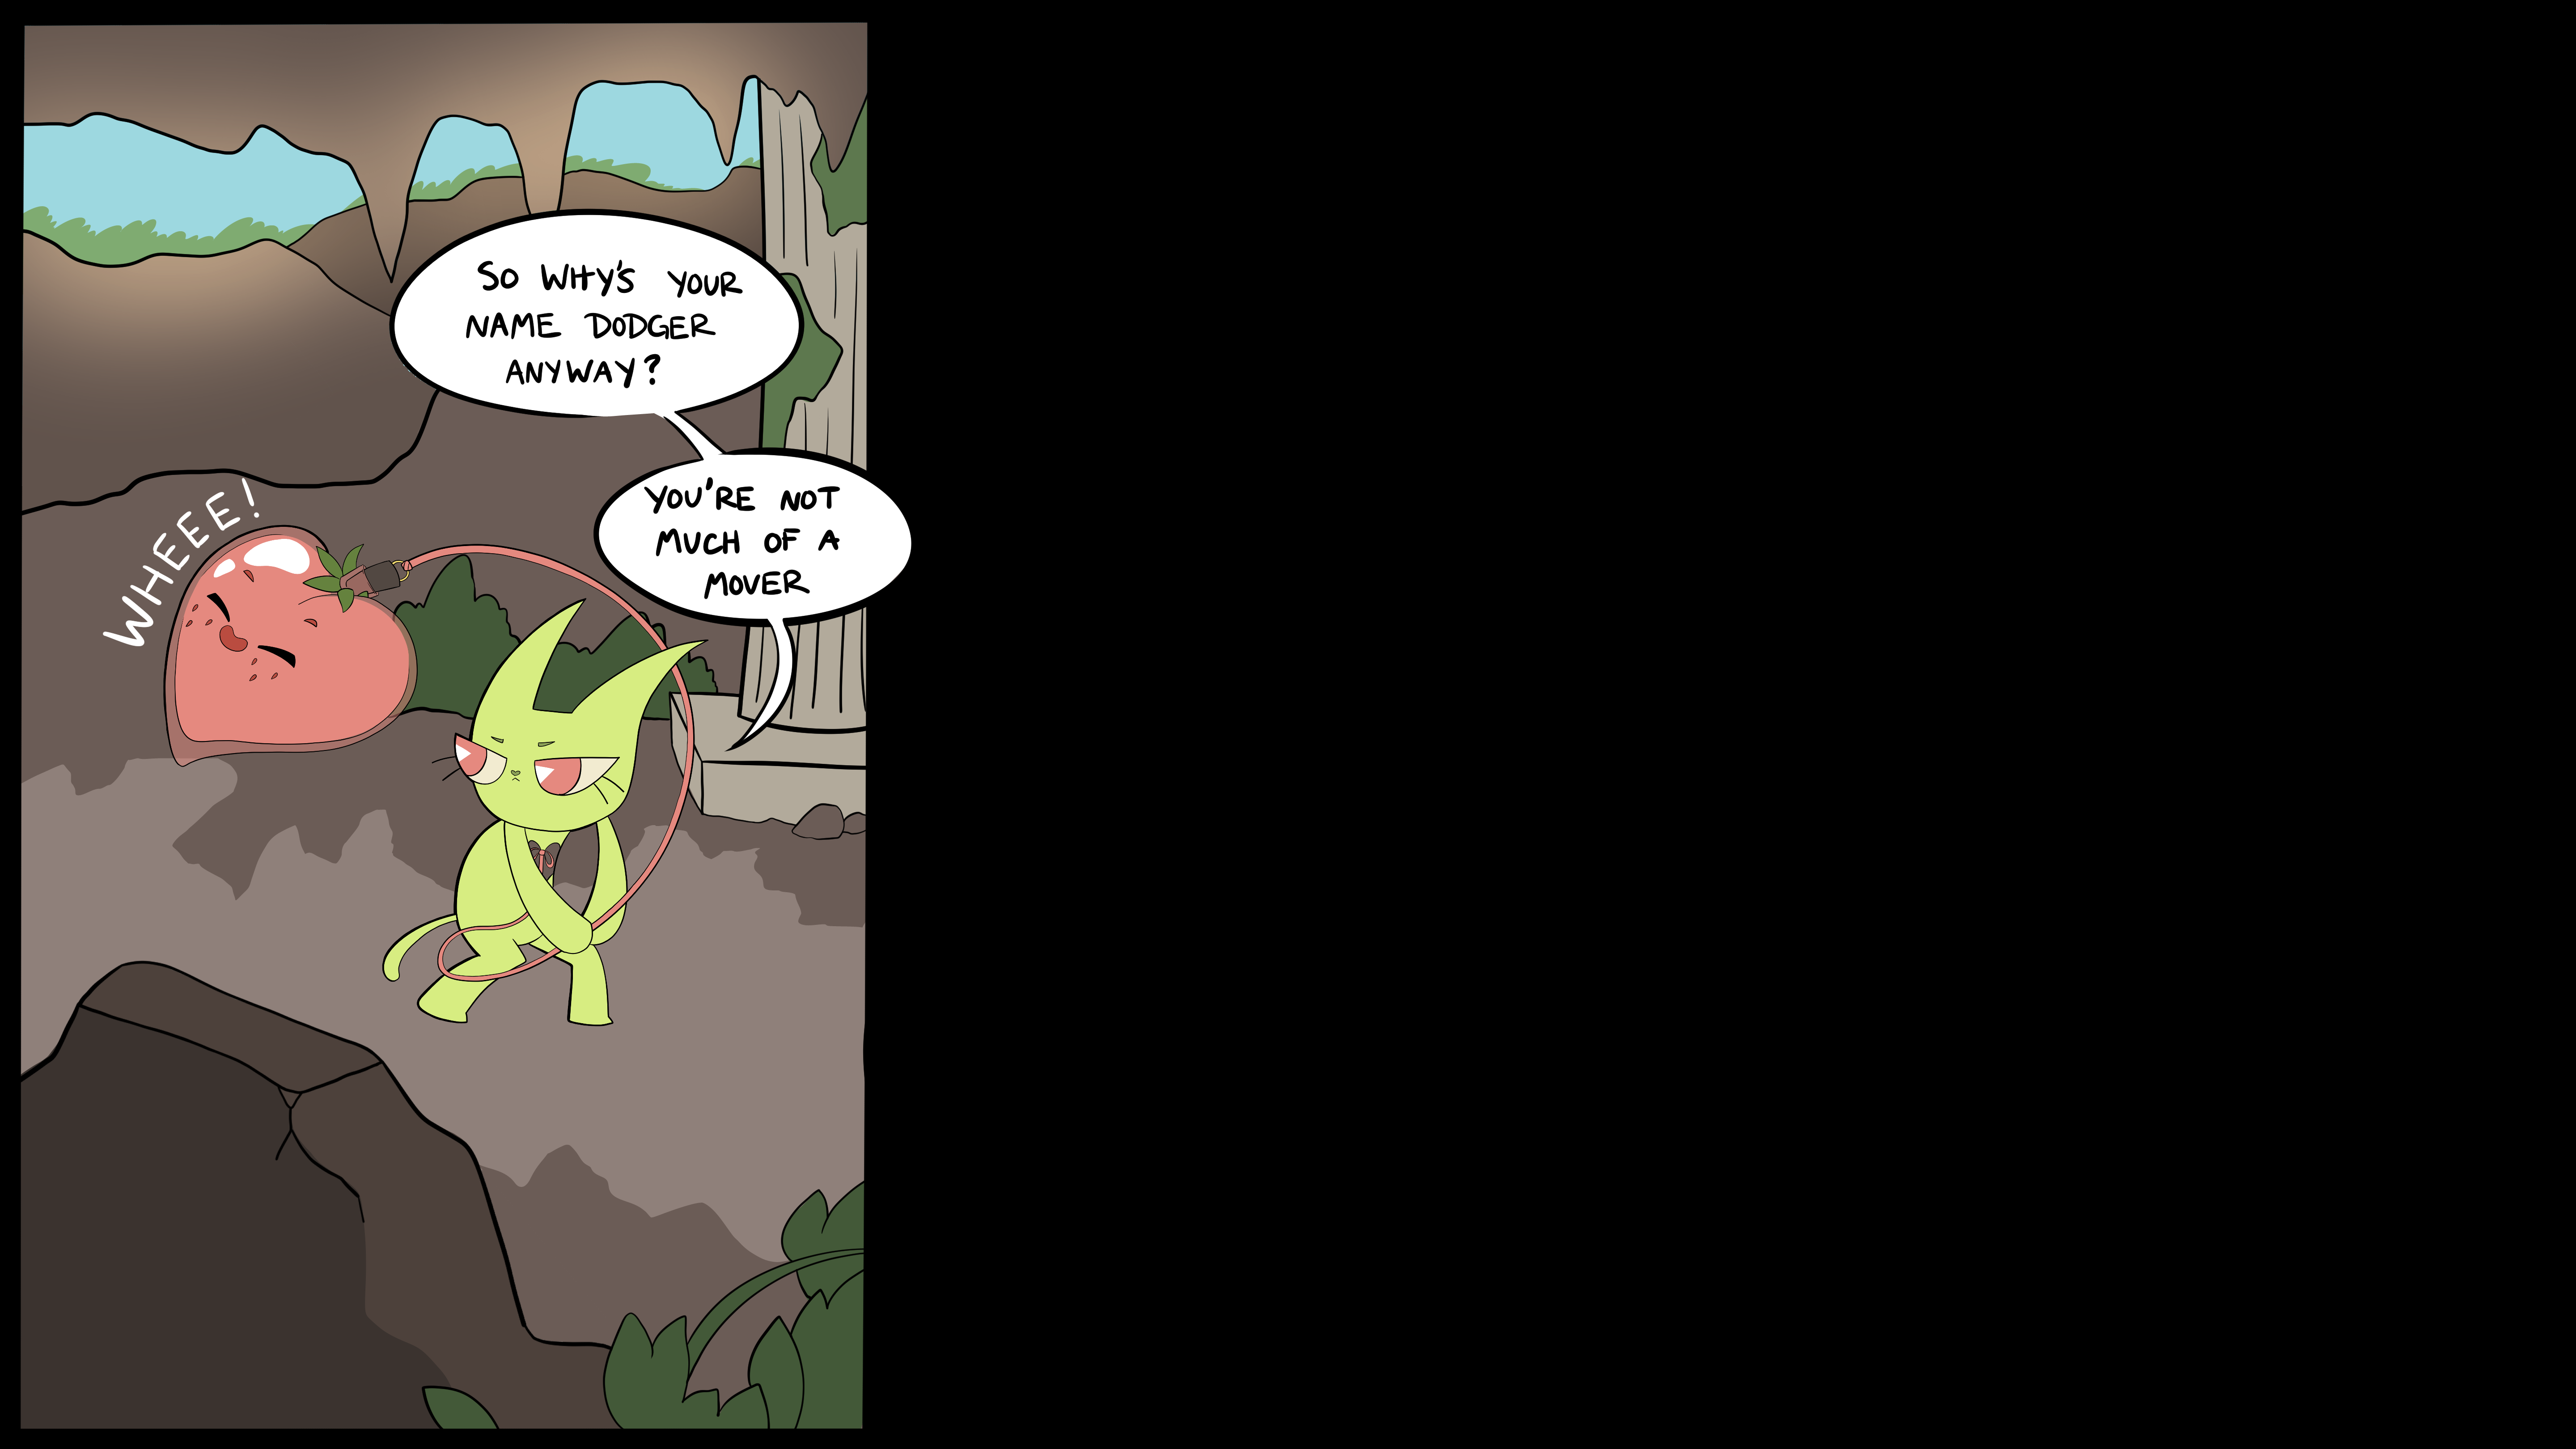 SO WHY'S YOUR
NAME DODGER
ANYWAY?
YOU'RE NOT
MUCH OF A
MOVER
WHEEE!